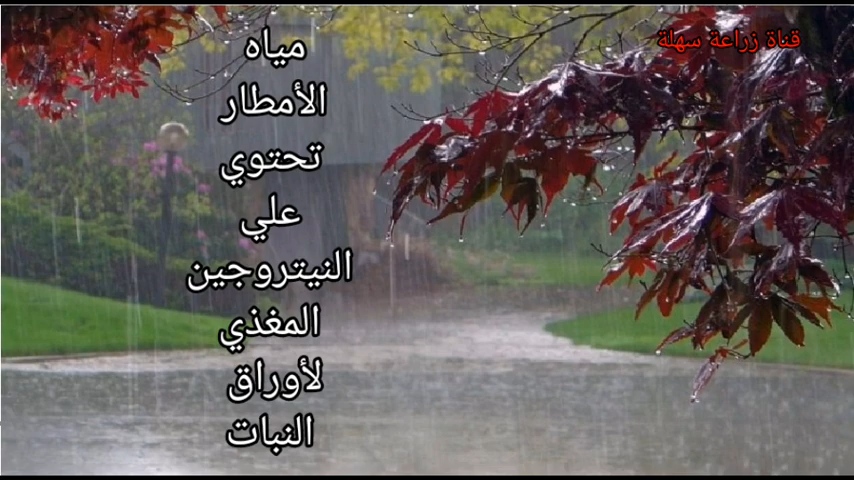 قناة زراعة سهلة
مياه
الأمطار
تحتوي
علي
النيتروجين
المغذي
لأوراق
النبات